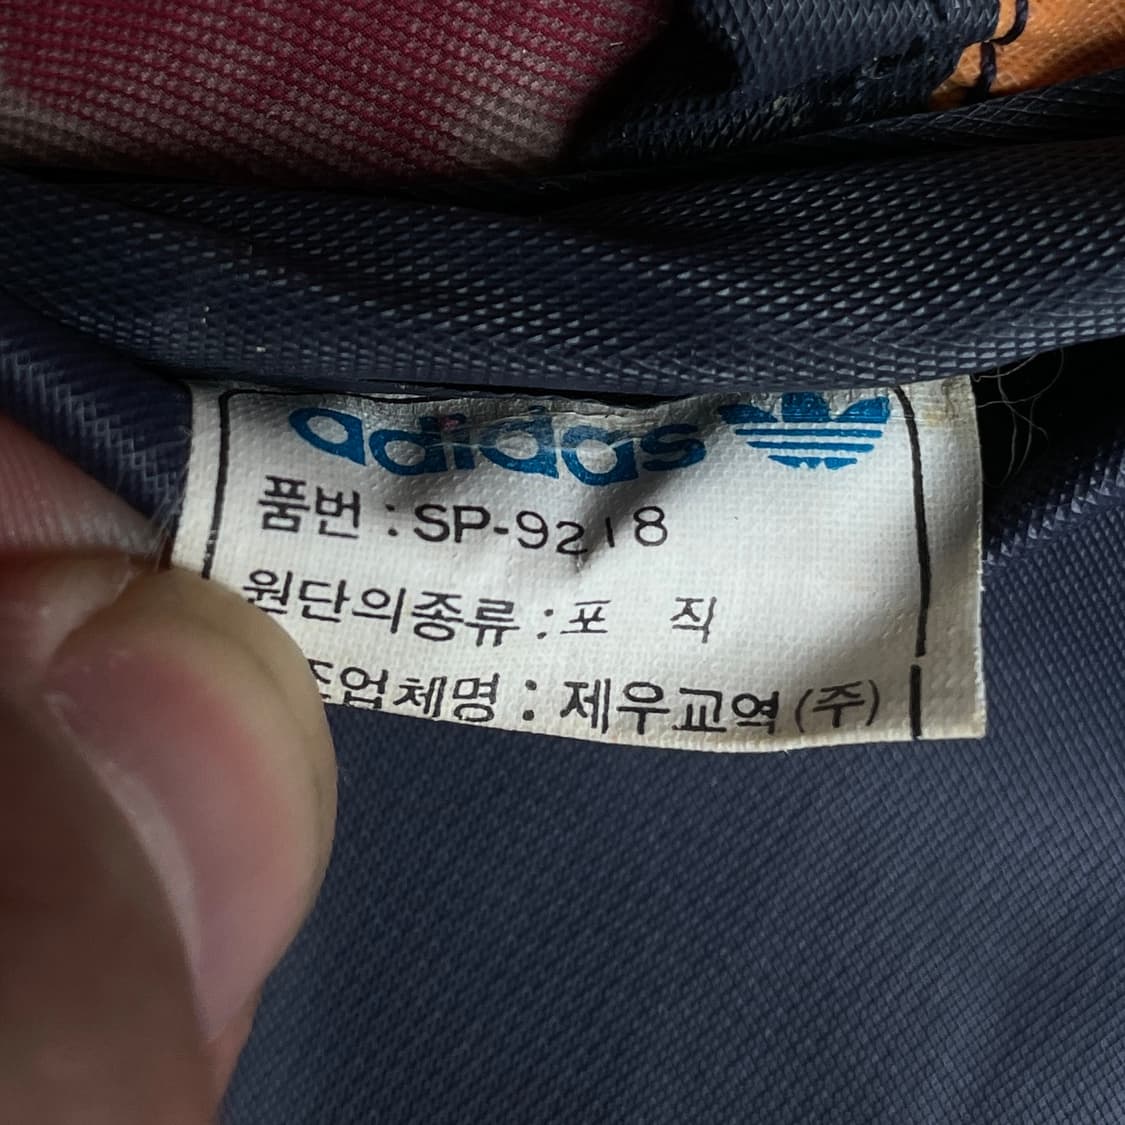 adidas
품번 : SP-9218
원단의종류 : 포 직
조업체명 : 제우교역(주)